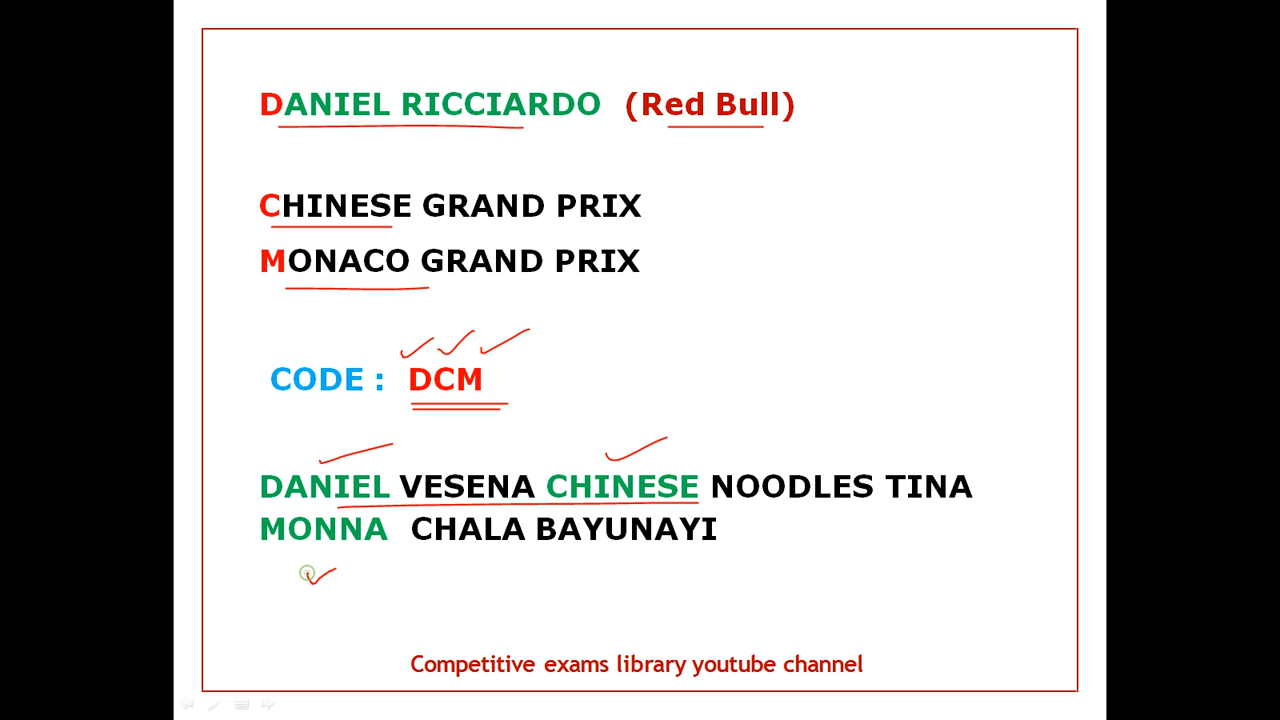 DANIEL RICCIARDO (Red Bull)
CHINESE GRAND PRIX
MONACO GRAND PRIX
CODE : DCM
DANIEL VESENA CHINESE NOODLES TINA
MONNA CHALA BAYUNAYI
Competitive exams library youtube channel